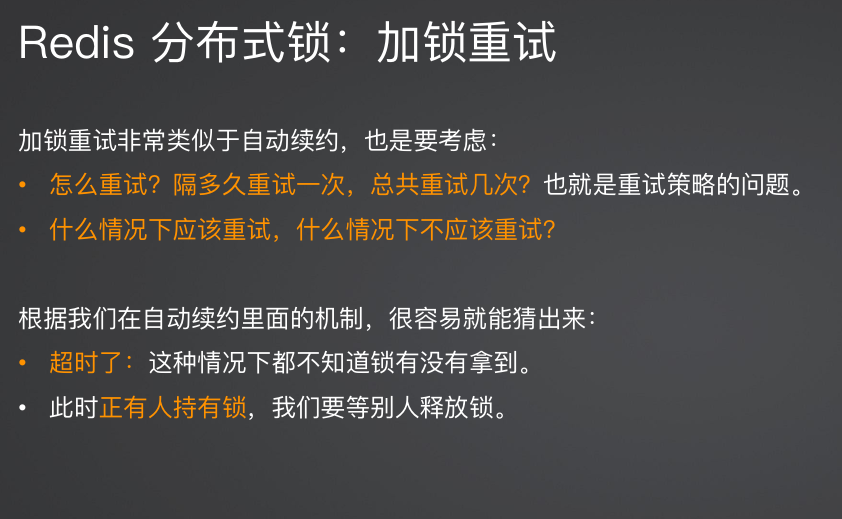 Redis 分布式锁：加锁重试
加锁重试非常类似于自动续约，也是要考虑：
• 怎么重试？隔多久重试一次，总共重试几次？也就是重试策略的问题。
• 什么情况下应该重试，什么情况下不应该重试？
根据我们在自动续约里面的机制，很容易就能猜出来：
• 超时了：这种情况下都不知道锁有没有拿到。
• 此时正有人持有锁，我们要等别人释放锁。